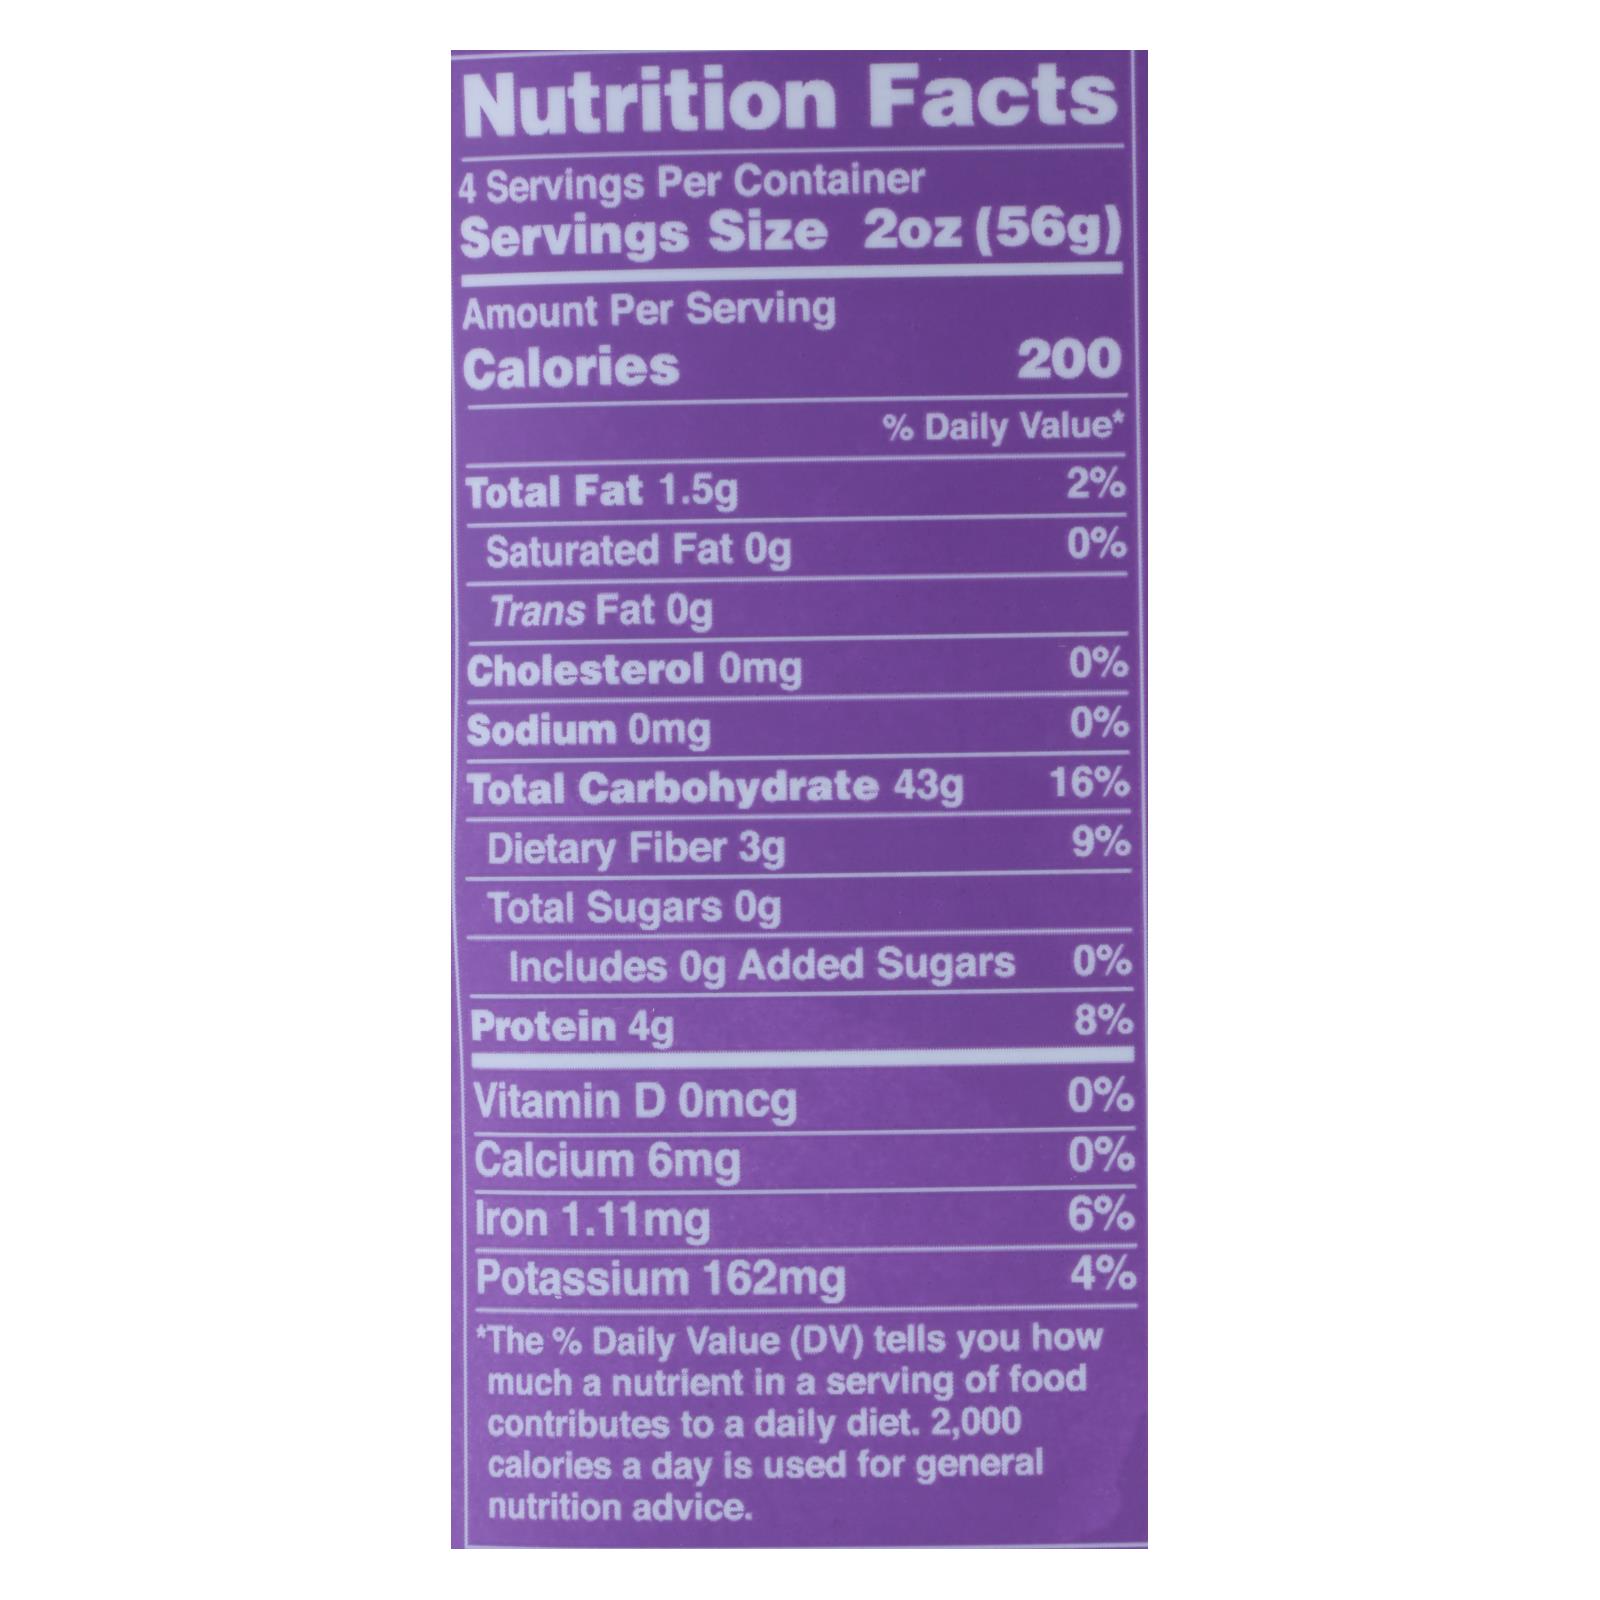 Nutrition Facts
4 Servings Per Container
Servings Size 2oz (56g)
Amount Per Serving
Calories 200
% Daily Value*
Total Fat 1.5g 2%
Saturated Fat 0g 0%
Trans Fat 0g
Cholesterol 0mg 0%
Sodium 0mg 0%
Total Carbohydrate 43g 16%
Dietary Fiber 3g 9%
Total Sugars 0g
Includes 0g Added Sugars 0%
Protein 4g 8%
Vitamin D 0mcg 0%
Calcium 6mg 0%
Iron 1.11mg 6%
Potassium 162mg 4%
*The % Daily Value (DV) tells you how
much a nutrient in a serving of food
contributes to a daily diet. 2,000
calories a day is used for general
nutrition advice.